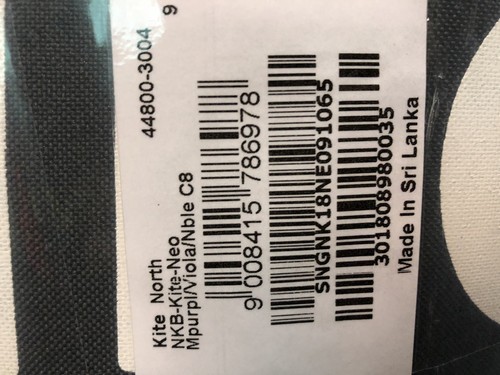 44800-3004 9
Kite North
NKB-Kite-Neo
Mpurpl/Viola/Nble C8
9 008415 786978
SNGNK18NE091065
301808980035
Made In Sri Lanka